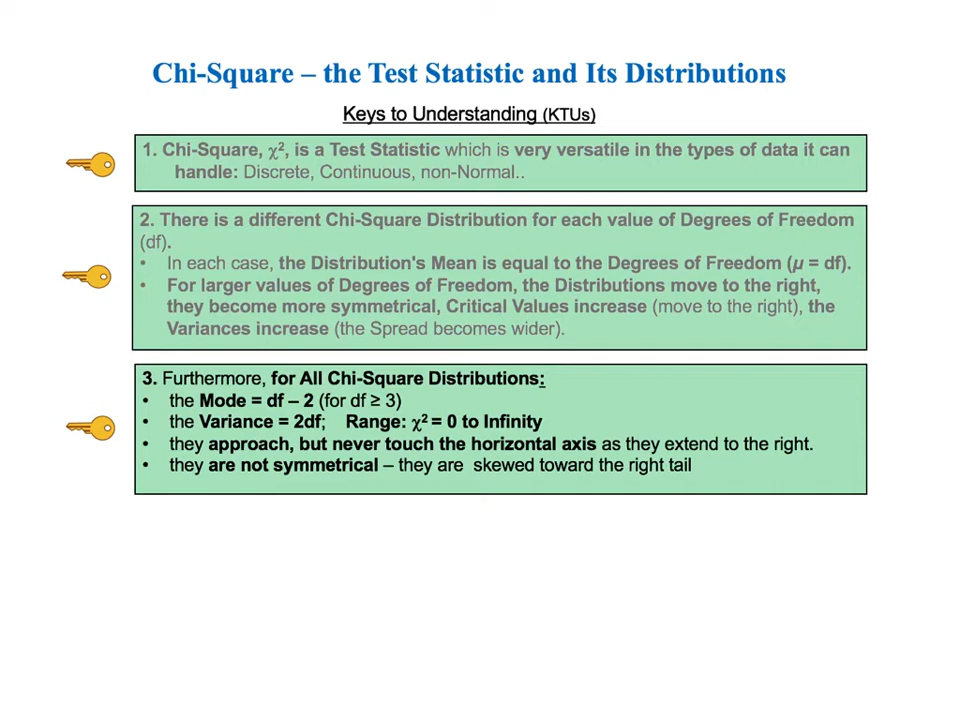 Chi-Square – the Test Statistic and Its Distributions
Keys to Understanding (KTUs)
1. Chi-Square, χ², is a Test Statistic which is very versatile in the types of data it can
handle: Discrete, Continuous, non-Normal..
2. There is a different Chi-Square Distribution for each value of Degrees of Freedom
(df).
• In each case, the Distribution's Mean is equal to the Degrees of Freedom (μ = df).
• For larger values of Degrees of Freedom, the Distributions move to the right,
they become more symmetrical, Critical Values increase (move to the right), the
Variances increase (the Spread becomes wider).
3. Furthermore, for All Chi-Square Distributions:
• the Mode = df – 2 (for df ≥ 3)
• the Variance = 2df; Range: χ² = 0 to Infinity
• they approach, but never touch the horizontal axis as they extend to the right.
• they are not symmetrical – they are skewed toward the right tail